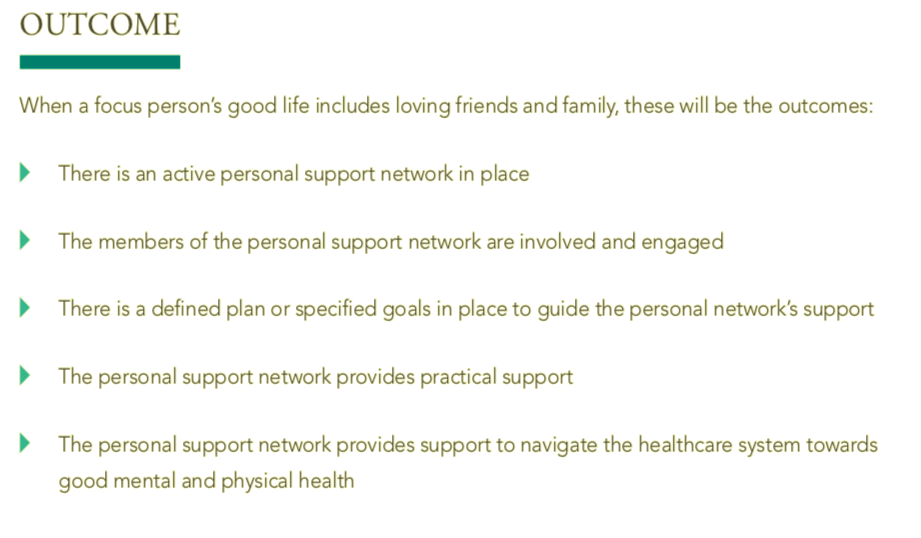 OUTCOME
When a focus person's good life includes loving friends and family, these will be the outcomes:
There is an active personal support network in place
The members of the personal support network are involved and engaged
There is a defined plan or specified goals in place to guide the personal network's support
The personal support network provides practical support
The personal support network provides support to navigate the healthcare system towards
good mental and physical health